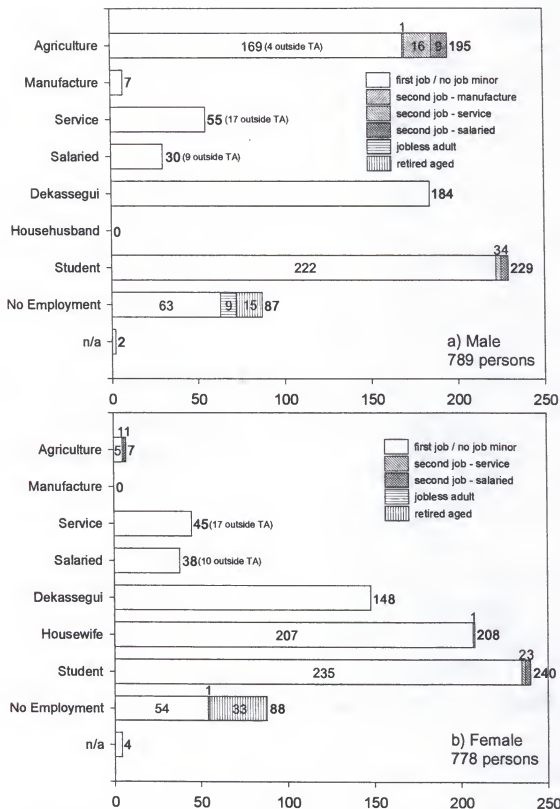 1
Agriculture 169 (4 outside TA) 16 9 195
Manufacture 7
first job / no job minor
second job - manufacture
second job - service
second job - salaried
jobless adult
retired aged
Service 55 (17 outside TA)
Salaried 30 (9 outside TA)
Dekassegui 184
Househusband 0
34
Student 222 229
No Employment 63 9 15 87
n/a 2
a) Male
789 persons
0 50 100 150 200 250
11
Agriculture 5 7
Manufacture 0
first job / no job minor
second job - service
second job - salaried
jobless adult
retired aged
Service 45 (17 outside TA)
Salaried 38 (10 outside TA)
Dekassegui 148
1
Housewife 207 208
23
Student 235 240
1
No Employment 54 33 88
n/a 4
b) Female
778 persons
0 50 100 150 200 250